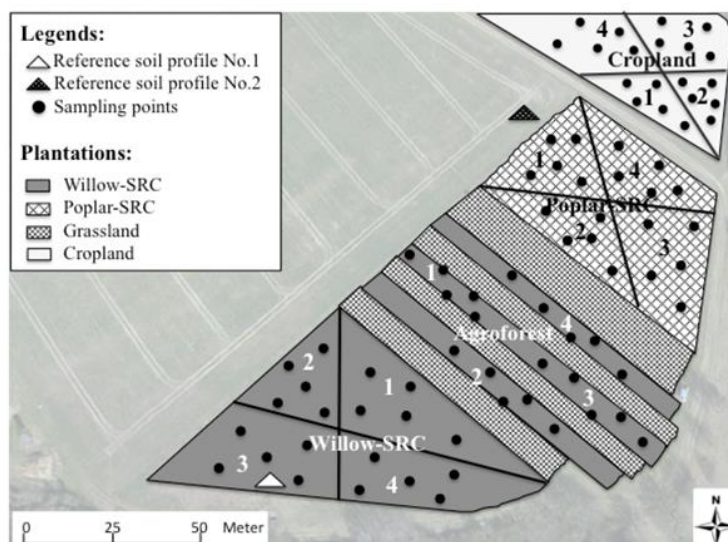 Legends:
Reference soil profile No.1
Reference soil profile No.2
Sampling points
Plantations:
Willow-SRC
Poplar-SRC
Grassland
Cropland
4
3
Cropland
1
2
1
4
Poplar-SRC
2
3
1
Agroforest
4
2
3
2
1
Willow-SRC
3
4
0 25 50 Meter
N